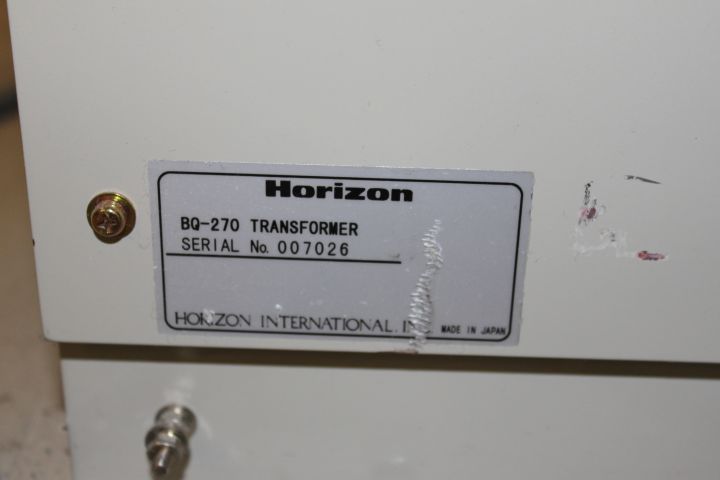 Horizon
BQ-270 TRANSFORMER
SERIAL No. 007026
HORIZON INTERNATIONAL.
MADE IN JAPAN